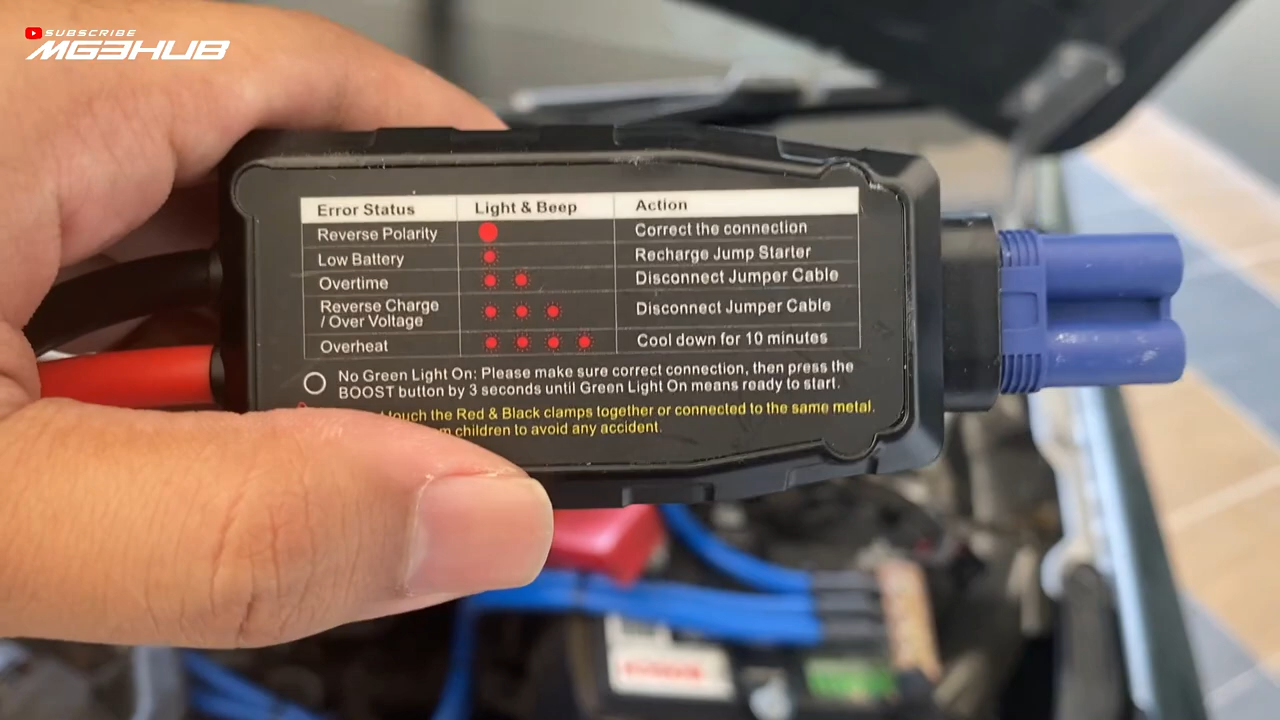 SUBSCRIBE
MG3HUB
Error Status Light & Beep Action
Reverse Polarity Correct the connection
Low Battery Recharge Jump Starter
Overtime Disconnect Jumper Cable
Reverse Charge
/ Over Voltage Disconnect Jumper Cable
Overheat Cool down for 10 minutes
No Green Light On: Please make sure correct connection, then press the
BOOST button by 3 seconds until Green Light On means ready to start.
touch the Red & Black clamps together or connected to the same metal.
children to avoid any accident.